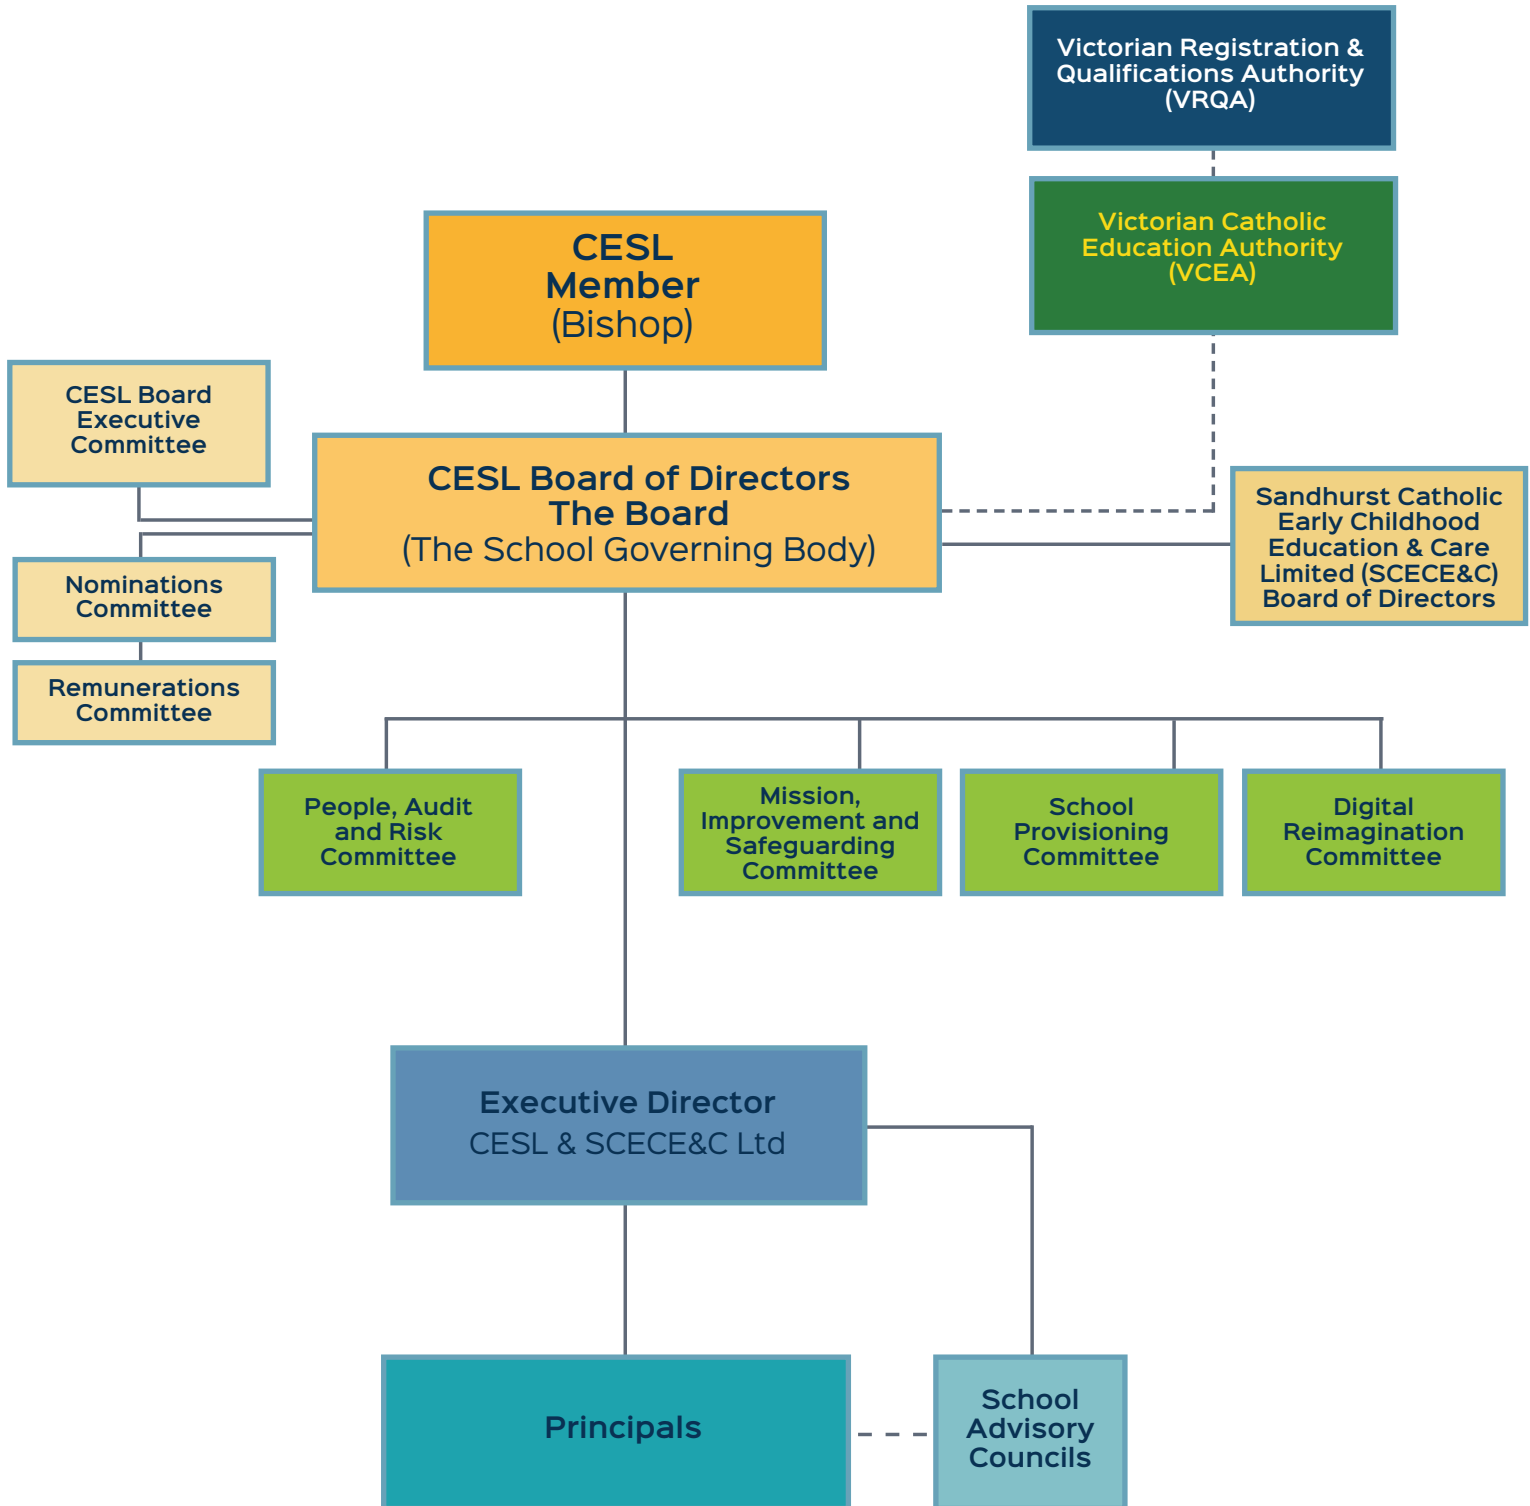 Victorian Registration &
Qualifications Authority
(VRQA)
Victorian Catholic
Education Authority
(VCEA)
CESL
Member
(Bishop)
CESL Board
Executive
Committee
CESL Board of Directors
The Board
(The School Governing Body)
Sandhurst Catholic
Early Childhood
Education & Care
Limited (SCECE&C)
Board of Directors
Nominations
Committee
Remunerations
Committee
People, Audit
and Risk
Committee
Mission,
Improvement and
Safeguarding
Committee
School
Provisioning
Committee
Digital
Reimagination
Committee
Executive Director
CESL & SCECE&C Ltd
Principals
School
Advisory
Councils